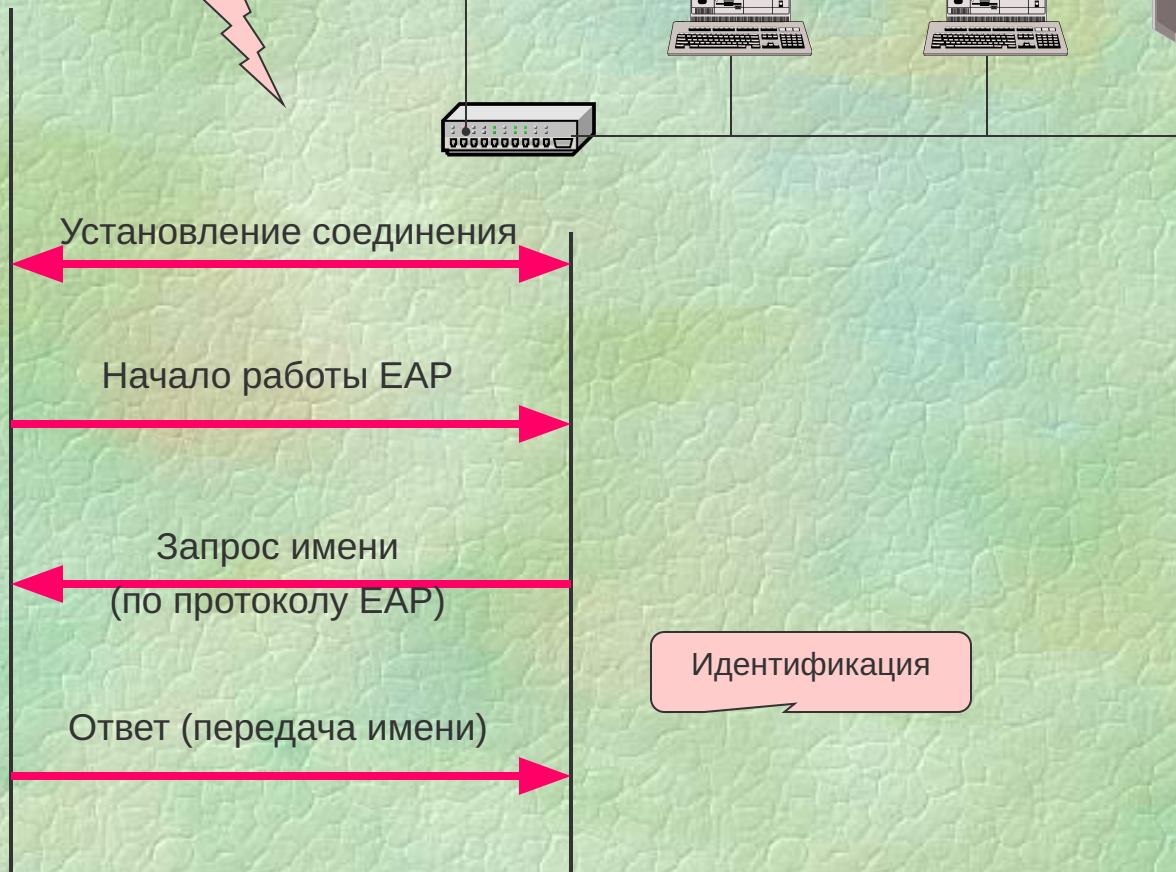 Установление соединения
Начало работы EAP
Запрос имени
(по протоколу EAP)
Идентификация
Ответ (передача имени)